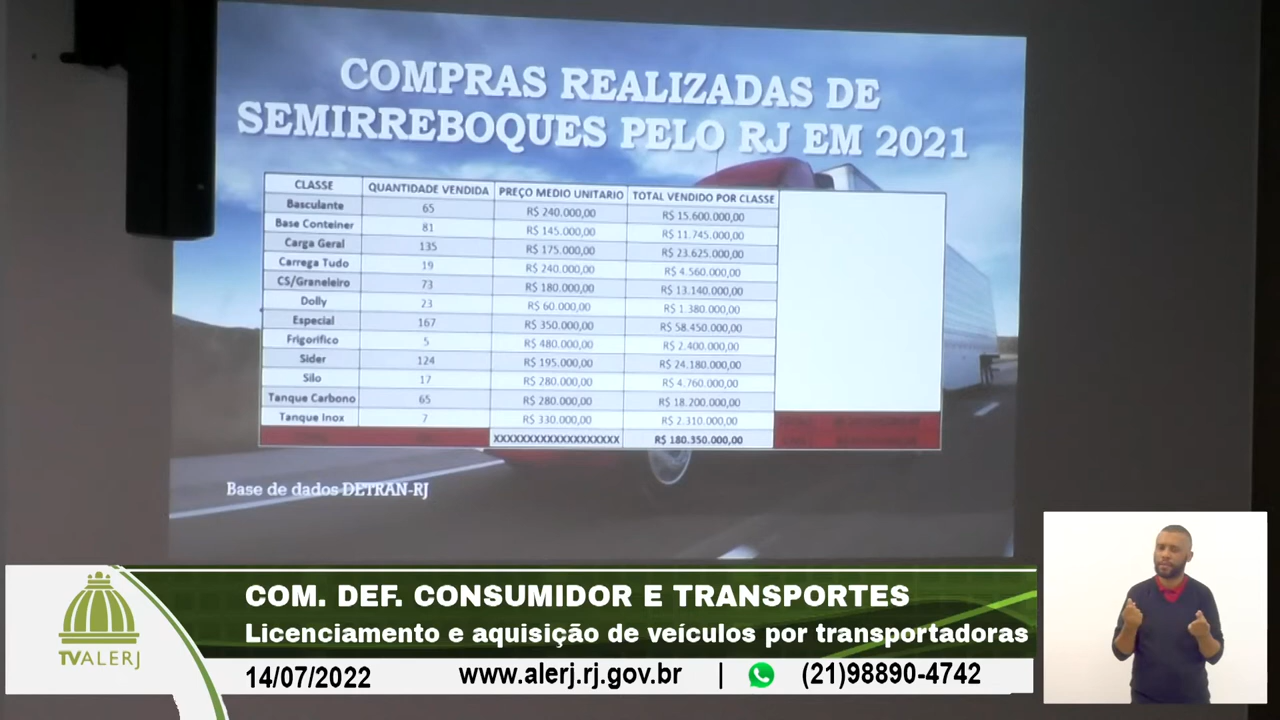 COMPRAS REALIZADAS DE
SEMIRREBOQUES PELO RJ EM 2021
CLASSE QUANTIDADE VENDIDA PREÇO MEDIO UNITARIO TOTAL VENDIDO POR CLASSE
Basculante 65 R$ 240.000,00 R$ 15.600.000,00
Base Conteiner 81 R$ 145.000,00 R$ 11.745.000,00
Carga Geral 135 R$ 175.000,00 R$ 23.625.000,00
Carrega Tudo 19 R$ 240.000,00 R$ 4.560.000,00
CS/Graneleiro 73 R$ 180.000,00 R$ 13.140.000,00
Dolly 23 R$ 60.000,00 R$ 1.380.000,00
Especial 167 R$ 350.000,00 R$ 58.450.000,00
Frigorifico 5 R$ 480.000,00 R$ 2.400.000,00
Sider 124 R$ 195.000,00 R$ 24.180.000,00
Silo 17 R$ 280.000,00 R$ 4.760.000,00
Tanque Carbono 65 R$ 280.000,00 R$ 18.200.000,00
Tanque Inox 7 R$ 330.000,00 R$ 2.310.000,00
XXXXXXXXXXXXXXXXXXX R$ 180.350.000,00
Base de dados DETRAN-RJ
COM. DEF. CONSUMIDOR E TRANSPORTES
Licenciamento e aquisição de veículos por transportadoras
TVALERJ
14/07/2022 www.alerj.rj.gov.br | (21)98890-4742